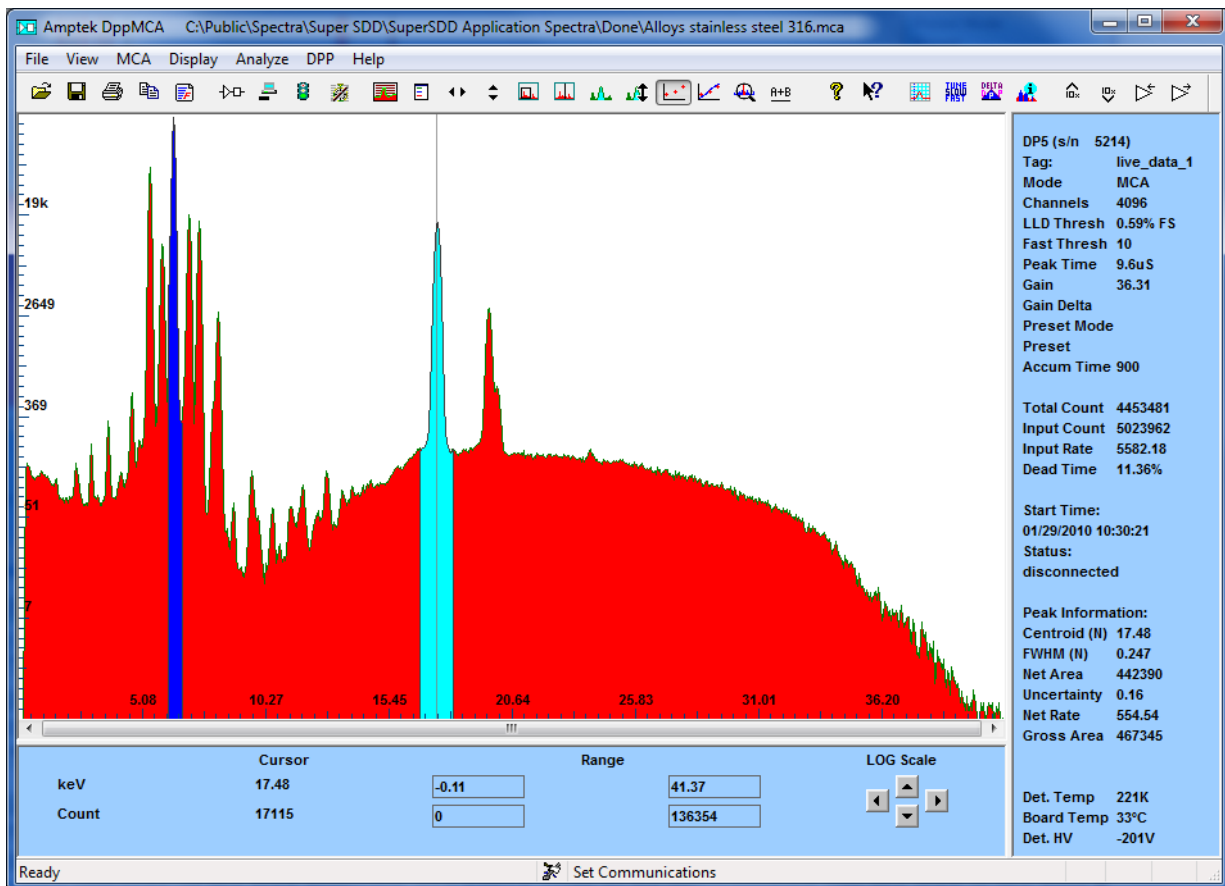 Amptek DppMCA C:\Public\Spectra\Super SDD\SuperSDD Application Spectra\Done\Alloys stainless steel 316.mca
File View MCA Display Analyze DPP Help
A+B
TUNE SLOW FAST
DELTA
10x
10x
19k
2649
369
51
7
5.08 10.27 15.45 20.64 25.83 31.01 36.20
DP5 (s/n 5214)
Tag: live_data_1
Mode MCA
Channels 4096
LLD Thresh 0.59% FS
Fast Thresh 10
Peak Time 9.6uS
Gain 36.31
Gain Delta
Preset Mode
Preset
Accum Time 900
Total Count 4453481
Input Count 5023962
Input Rate 5582.18
Dead Time 11.36%
Start Time:
01/29/2010 10:30:21
Status:
disconnected
Peak Information:
Centroid (N) 17.48
FWHM (N) 0.247
Net Area 442390
Uncertainty 0.16
Net Rate 554.54
Gross Area 467345
Det. Temp 221K
Board Temp 33ºC
Det. HV -201V
Cursor Range LOG Scale
keV 17.48 -0.11 41.37
Count 17115 0 136354
Ready Set Communications